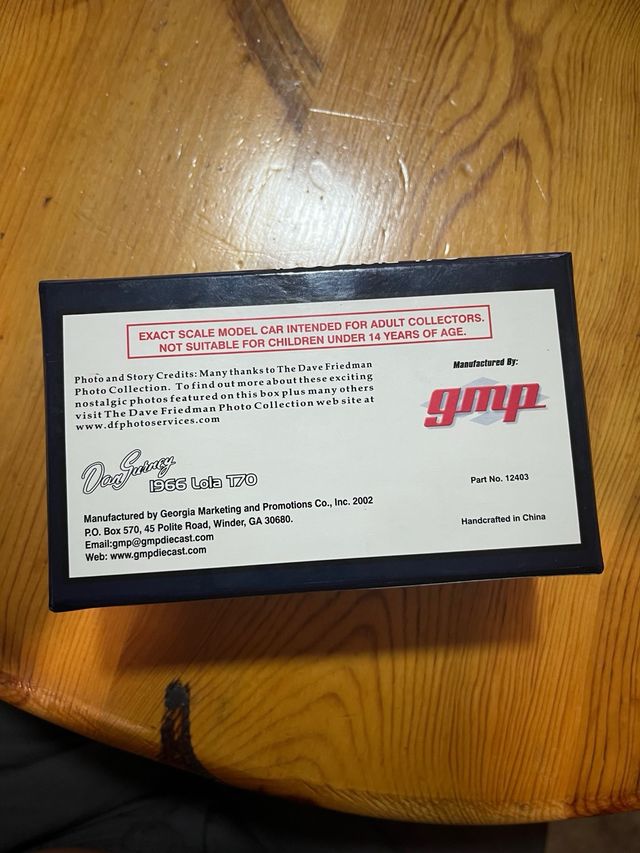 EXACT SCALE MODEL CAR INTENDED FOR ADULT COLLECTORS.
NOT SUITABLE FOR CHILDREN UNDER 14 YEARS OF AGE.
Photo and Story Credits: Many thanks to The Dave Friedman
Photo Collection. To find out more about these exciting
nostalgic photos featured on this box plus many others
visit The Dave Friedman Photo Collection web site at
www.dfphotoservices.com
Manufactured By:
gmp
Dan Gurney
1966 Lola T70
Part No. 12403
Manufactured by Georgia Marketing and Promotions Co., Inc. 2002
P.O. Box 570, 45 Polite Road, Winder, GA 30680.
Email:gmp@gmpdiecast.com
Web: www.gmpdiecast.com
Handcrafted in China